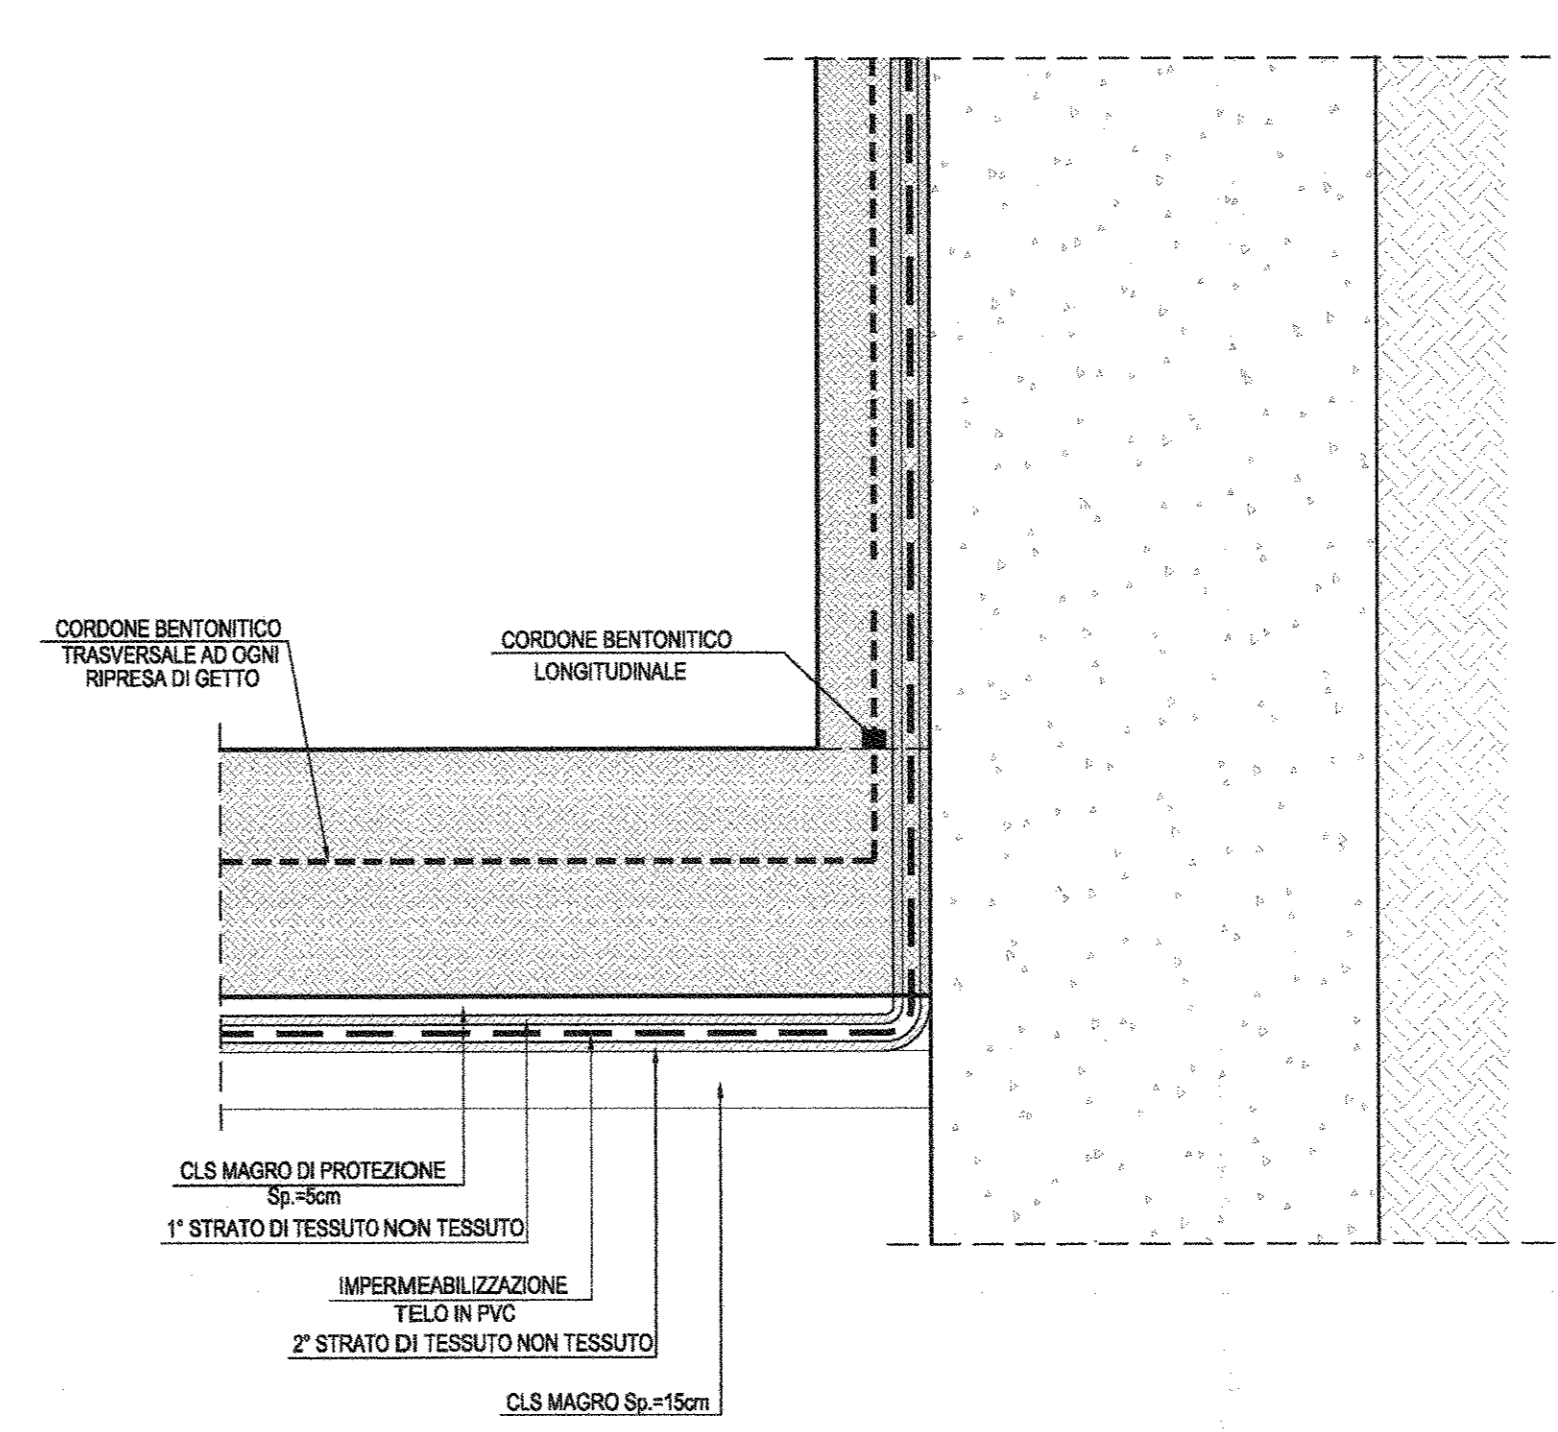 CORDONE BENTONITICO
TRASVERSALE AD OGNI
RIPRESA DI GETTO
CORDONE BENTONITICO
LONGITUDINALE
CLS MAGRO DI PROTEZIONE
Sp.=5cm
1° STRATO DI TESSUTO NON TESSUTO
IMPERMEABILIZZAZIONE
TELO IN PVC
2° STRATO DI TESSUTO NON TESSUTO
CLS MAGRO Sp.=15cm